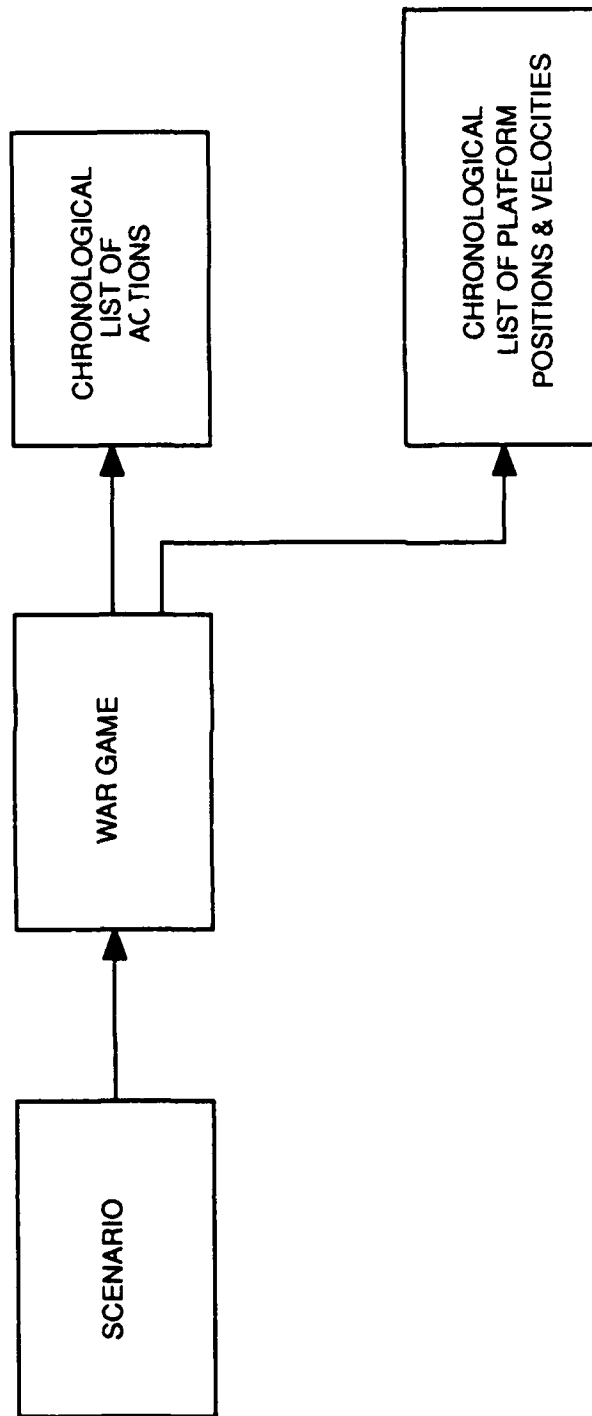 SCENARIO
WAR GAME
CHRONOLOGICAL
LIST OF
ACTIONS
CHRONOLOGICAL
LIST OF PLATFORM
POSITIONS & VELOCITIES